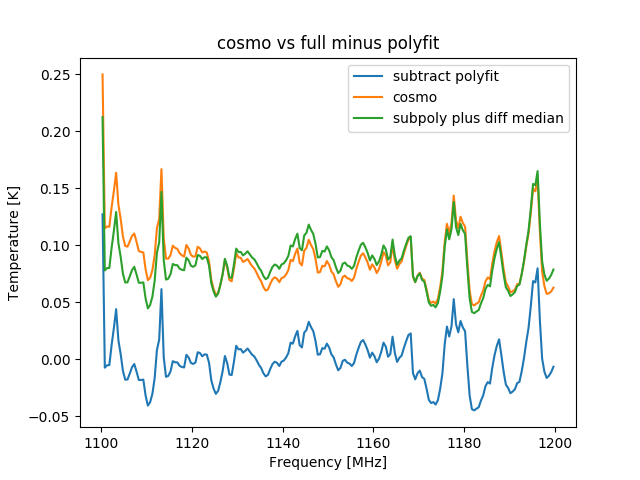 cosmo vs full minus polyfit
subtract polyfit
cosmo
subpoly plus diff median
0.25
0.20
0.15
0.10
0.05
0.00
−0.05
Temperature [K]
1100
1120
1140
1160
1180
1200
Frequency [MHz]